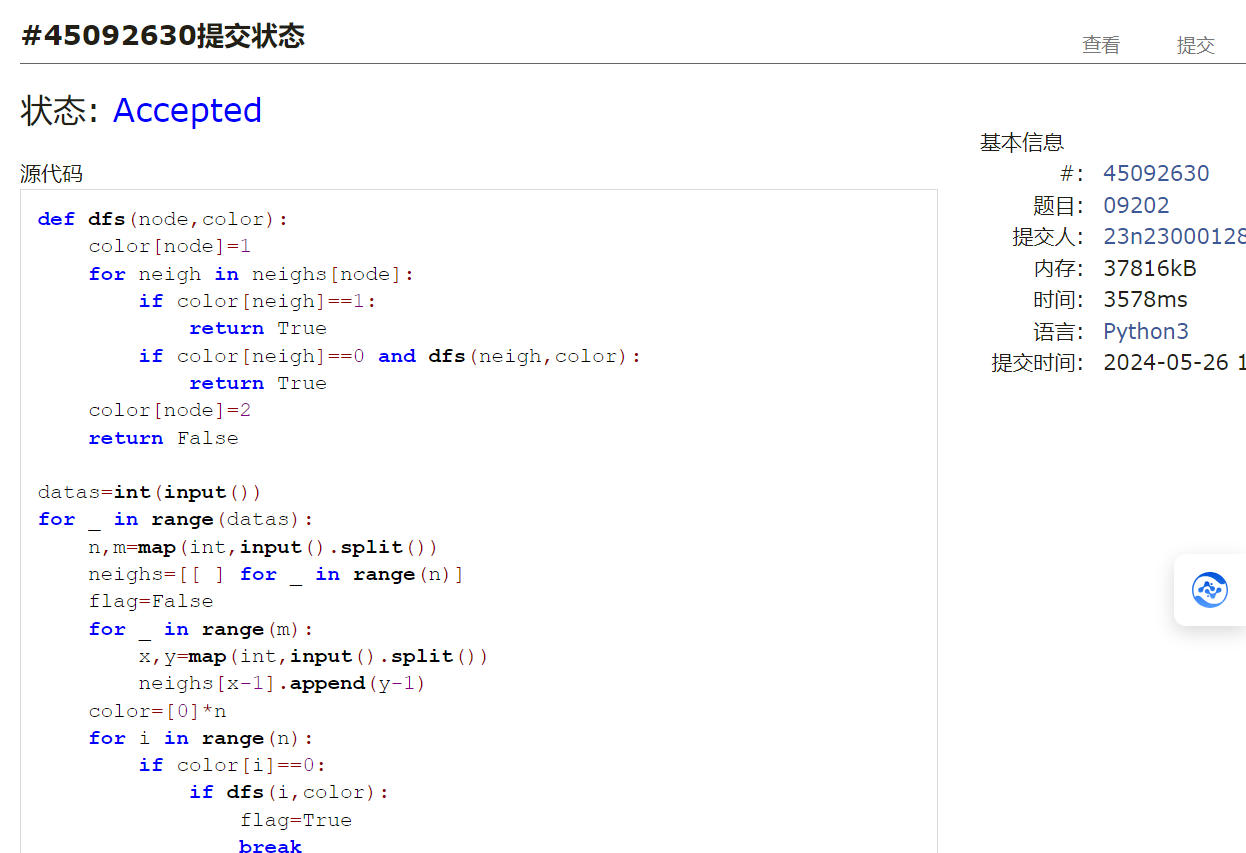 #45092630提交状态
查看 提交
状态: Accepted
基本信息
#: 45092630
题目: 09202
提交人: 23n23000128
内存: 37816kB
时间: 3578ms
语言: Python3
提交时间: 2024-05-26 1
源代码
def dfs(node,color):
    color[node]=1
    for neigh in neighs[node]:
        if color[neigh]==1:
            return True
        if color[neigh]==0 and dfs(neigh,color):
            return True
    color[node]=2
    return False
datas=int(input())
for _ in range(datas):
    n,m=map(int,input().split())
    neighs=[[ ] for _ in range(n)]
    flag=False
    for _ in range(m):
        x,y=map(int,input().split())
        neighs[x-1].append(y-1)
    color=[0]*n
    for i in range(n):
        if color[i]==0:
            if dfs(i,color):
                flag=True
                break